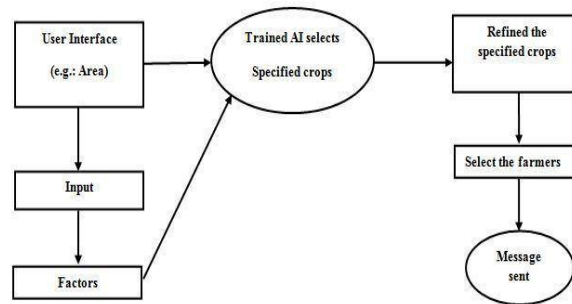 User Interface
(e.g.: Area)
Trained AI selects
Specified crops
Refined the
specified crops
Input
Select the farmers
Factors
Message
sent